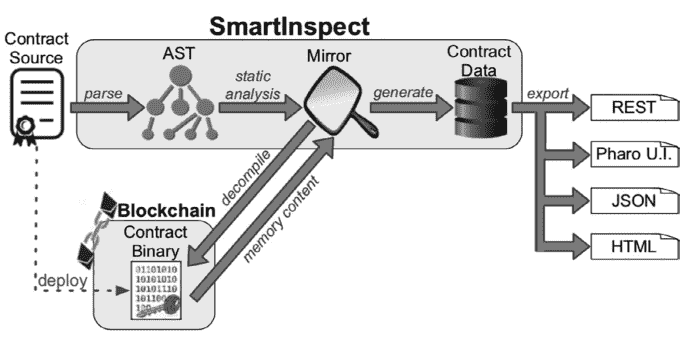 SmartInspect
Contract
Source
AST
Mirror
Contract
Data
parse
static
analysis
generate
export
REST
Pharo U.I.
JSON
HTML
decompile
memory content
Blockchain
Contract
Binary
deploy
01101010
10101010
10101110